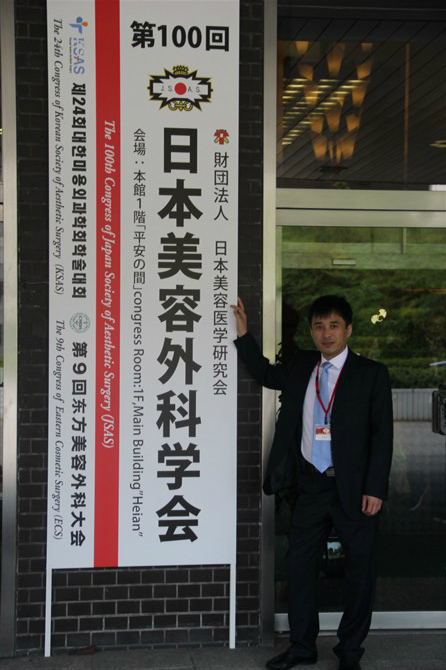 第100回
J.S.A.S.
財団法人 日本美容医学研究会
日本美容外科学会
会場：本館1階「平安の間」congress Room:1F,Main Building"Heian"
The 100th Congress of Japan Society of Aesthetic Surgery (JSAS)
KSAS
제24회대한미용외과학회학술대회
The 24th Congress of Korean Society of Aesthetic Surgery (KSAS)
第9回东方美容外科大会
The 9th Congress of Eastern Cosmetic Surgery (ECS)